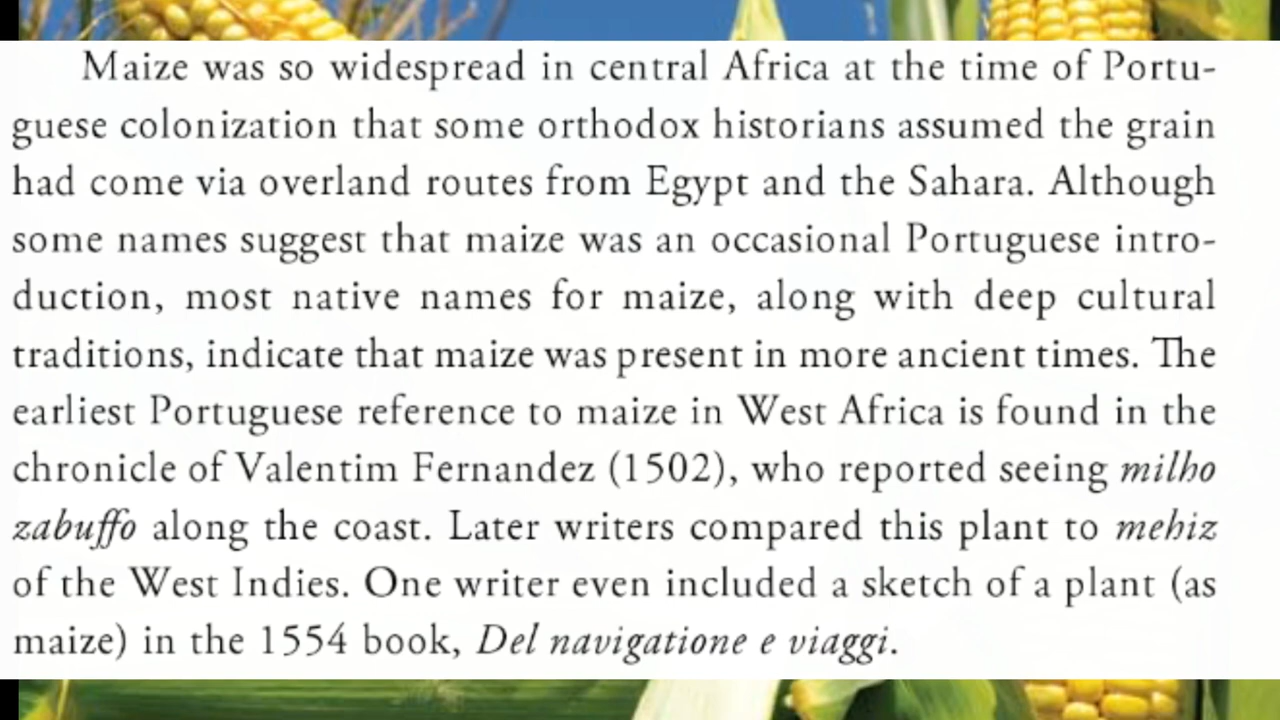 Maize was so widespread in central Africa at the time of Portu-
guese colonization that some orthodox historians assumed the grain
had come via overland routes from Egypt and the Sahara. Although
some names suggest that maize was an occasional Portuguese intro-
duction, most native names for maize, along with deep cultural
traditions, indicate that maize was present in more ancient times. The
earliest Portuguese reference to maize in West Africa is found in the
chronicle of Valentim Fernandez (1502), who reported seeing milho
zabuffo along the coast. Later writers compared this plant to mehiz
of the West Indies. One writer even included a sketch of a plant (as
maize) in the 1554 book, Del navigatione e viaggi.